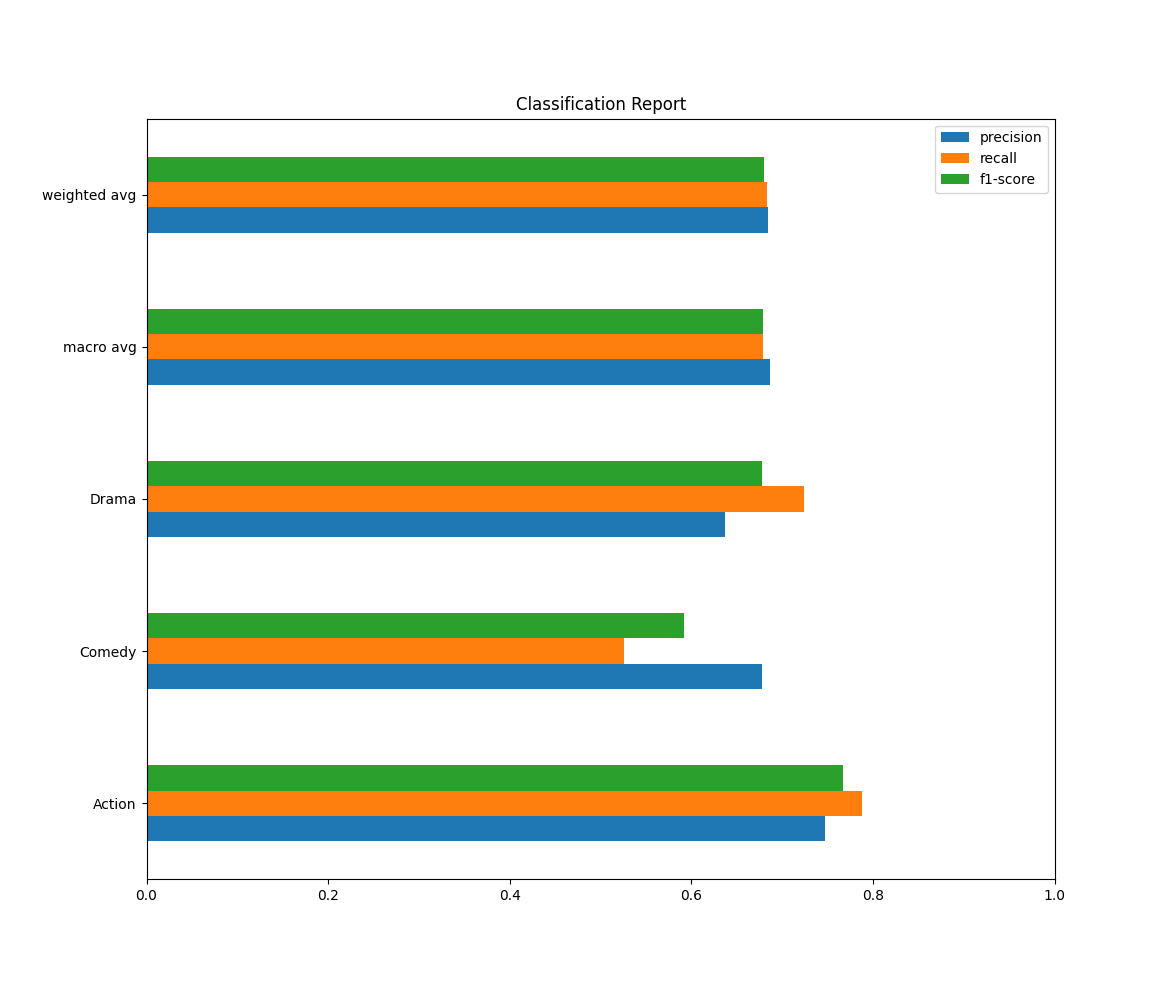 Classification Report
precision
recall
f1-score
weighted avg
macro avg
Drama
Comedy
Action
0.0 0.2 0.4 0.6 0.8 1.0